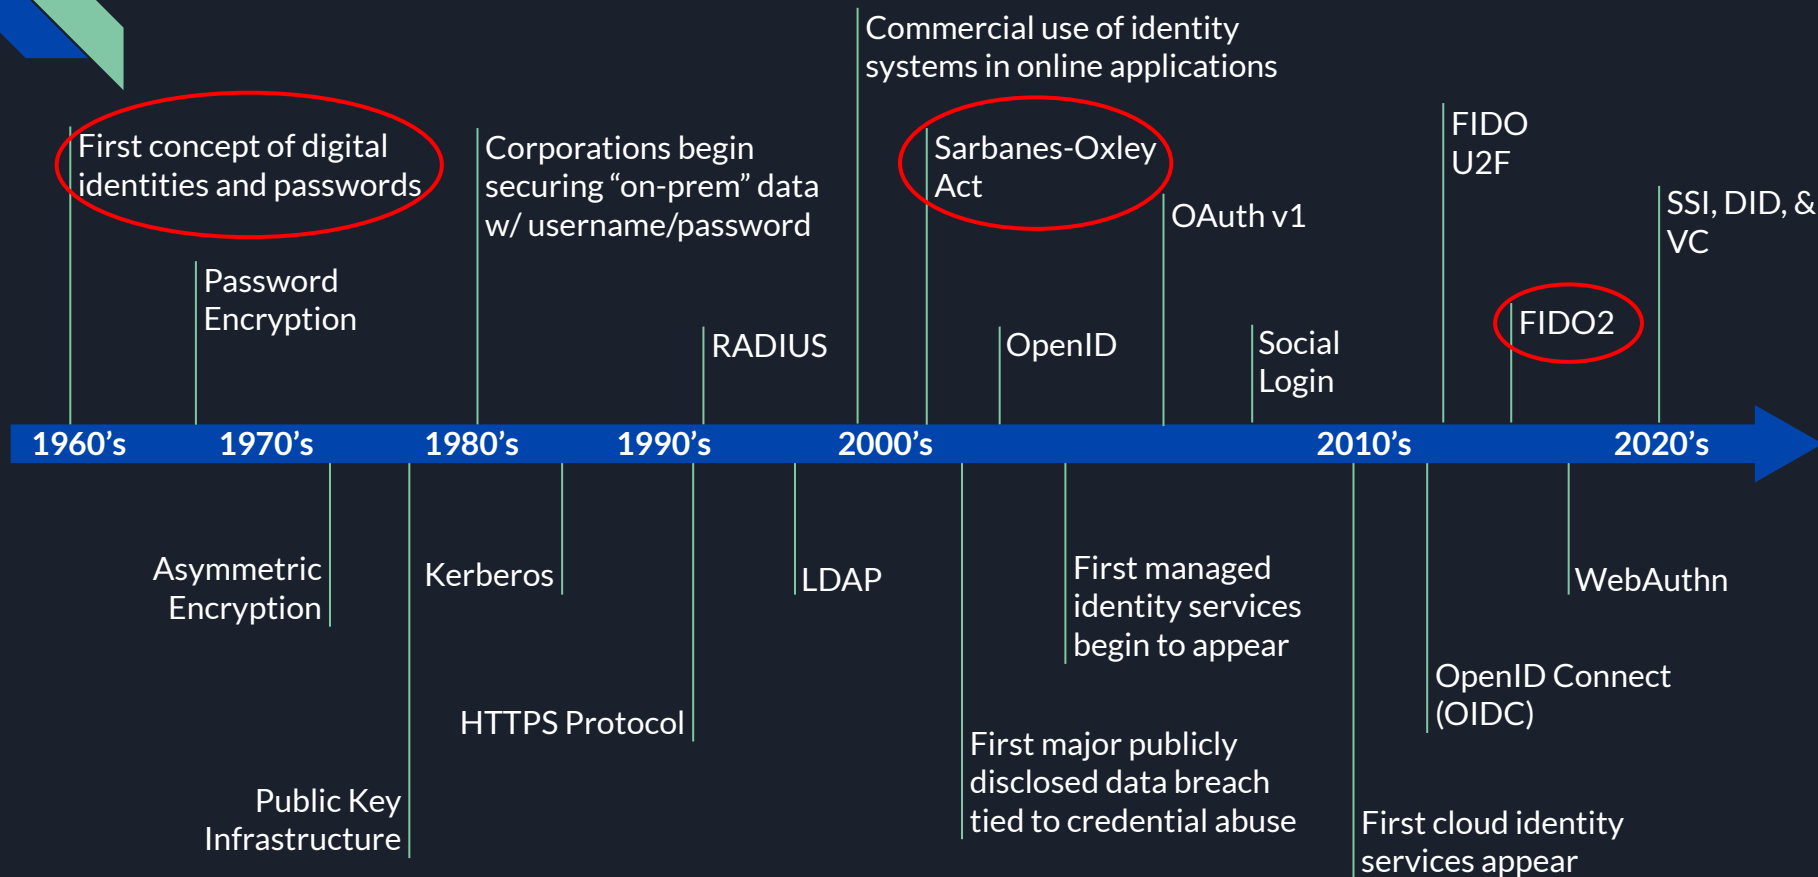 Commercial use of identity
systems in online applications
First concept of digital
identities and passwords
Corporations begin
securing “on-prem” data
w/ username/password
Sarbanes-Oxley
Act
FIDO
U2F
OAuth v1
SSI, DID, &
VC
Password
Encryption
RADIUS
OpenID
Social
Login
FIDO2
1960’s
1970’s
1980’s
1990’s
2000’s
2010’s
2020’s
Asymmetric
Encryption
Kerberos
LDAP
First managed
identity services
begin to appear
WebAuthn
HTTPS Protocol
OpenID Connect
(OIDC)
First major publicly
disclosed data breach
tied to credential abuse
Public Key
Infrastructure
First cloud identity
services appear